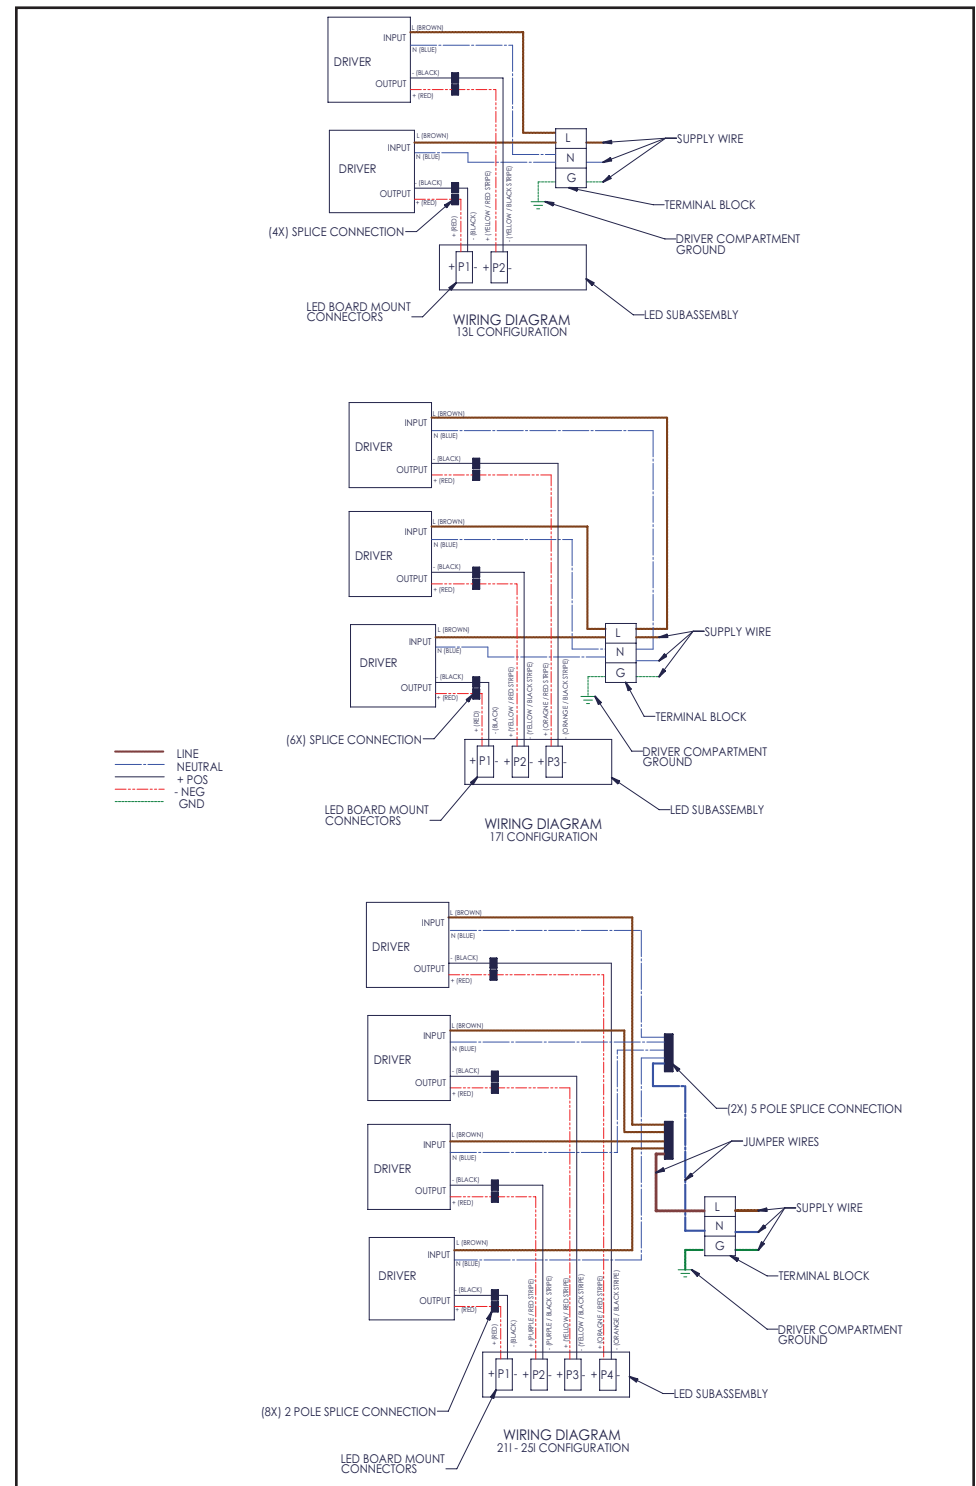 L (BROWN)
INPUT
N (BLUE)
DRIVER
- (BLACK)
OUTPUT
+ (RED)
L (BROWN)
INPUT
N (BLUE)
DRIVER
- (BLACK)
OUTPUT
+ (RED)
L
N
G
SUPPLY WIRE
TERMINAL BLOCK
DRIVER COMPARTMENT
GROUND
(4X) SPLICE CONNECTION
+ (RED)
- (BLACK)
+ (YELLOW / RED STRIPE)
- (YELLOW / BLACK STRIPE)
+ P1 - + P2 -
LED BOARD MOUNT
CONNECTORS
LED SUBASSEMBLY
WIRING DIAGRAM
13L CONFIGURATION
L (BROWN)
INPUT
N (BLUE)
DRIVER
- (BLACK)
OUTPUT
+ (RED)
L (BROWN)
INPUT
N (BLUE)
DRIVER
- (BLACK)
OUTPUT
+ (RED)
L (BROWN)
INPUT
N (BLUE)
DRIVER
- (BLACK)
OUTPUT
+ (RED)
L
N
G
SUPPLY WIRE
TERMINAL BLOCK
DRIVER COMPARTMENT
GROUND
(6X) SPLICE CONNECTION
+ (RED)
- (BLACK)
+ (YELLOW / RED STRIPE)
- (YELLOW / BLACK STRIPE)
+ (ORAGNE / RED STRIPE)
- (ORANGE / BLACK STRIPE)
+ P1 - + P2 - + P3 -
LED BOARD MOUNT
CONNECTORS
LED SUBASSEMBLY
WIRING DIAGRAM
17I CONFIGURATION
LINE
NEUTRAL
+ POS
- NEG
GND
L (BROWN)
INPUT
N (BLUE)
DRIVER
- (BLACK)
OUTPUT
+ (RED)
L (BROWN)
INPUT
N (BLUE)
DRIVER
- (BLACK)
OUTPUT
+ (RED)
(2X) 5 POLE SPLICE CONNECTION
JUMPER WIRES
L (BROWN)
INPUT
N (BLUE)
DRIVER
- (BLACK)
OUTPUT
+ (RED)
L (BROWN)
INPUT
N (BLUE)
DRIVER
- (BLACK)
OUTPUT
+ (RED)
L
N
G
SUPPLY WIRE
TERMINAL BLOCK
DRIVER COMPARTMENT
GROUND
+ (RED)
- (BLACK)
+ (PURPLE / RED STRIPE)
- (PURPLE / BLACK STRIPE)
+ (YELLOW / RED STRIPE)
- (YELLOW / BLACK STRIPE)
+ (ORAGNE / RED STRIPE)
- (ORANGE / BLACK STRIPE)
+ P1 - + P2 - + P3 - + P4 -
LED SUBASSEMBLY
(8X) 2 POLE SPLICE CONNECTION
WIRING DIAGRAM
21I - 25I CONFIGURATION
LED BOARD MOUNT
CONNECTORS